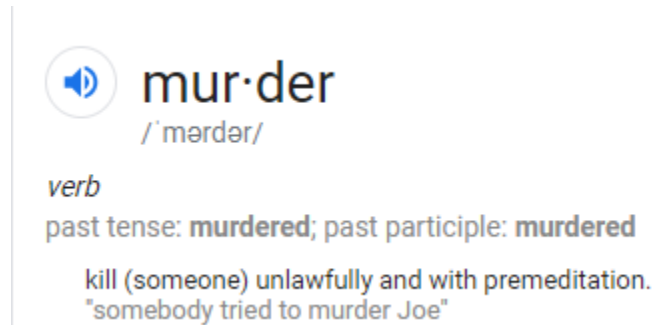 mur·der
/ˈmərdər/
verb
past tense: murdered; past participle: murdered
kill (someone) unlawfully and with premeditation.
"somebody tried to murder Joe"